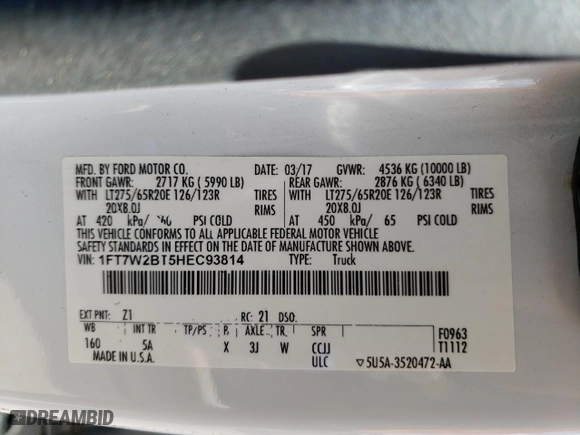 MFD. BY FORD MOTOR CO. DATE: 03/17 GVWR: 4536 KG (10000 LB)
FRONT GAWR: 2717 KG ( 5990 LB) REAR GAWR: 2876 KG ( 6340 LB)
WITH LT275/65R20E 126/123R TIRES WITH LT275/65R20E 126/123R TIRES
20X8.0J RIMS 20X8.0J RIMS
AT 420 kPa/ PSI COLD AT 450 kPa/ 65 PSI COLD
THIS VEHICLE CONFORMS TO ALL APPLICABLE FEDERAL MOTOR VEHICLE
SAFETY STANDARDS IN EFFECT ON THE DATE OF MANUFACTURE SHOWN ABOVE.
VIN: 1FT7W2BT5HEC93814 TYPE: Truck
EXT PNT: Z1 RC: 21 DSO:
WB INT TR TP/PS R AXLE TR SPR F0963
160 5A X 3J W CCJJ T1112
MADE IN U.S.A. ULC ▽5U5A-3520472-AA
DREAMBID